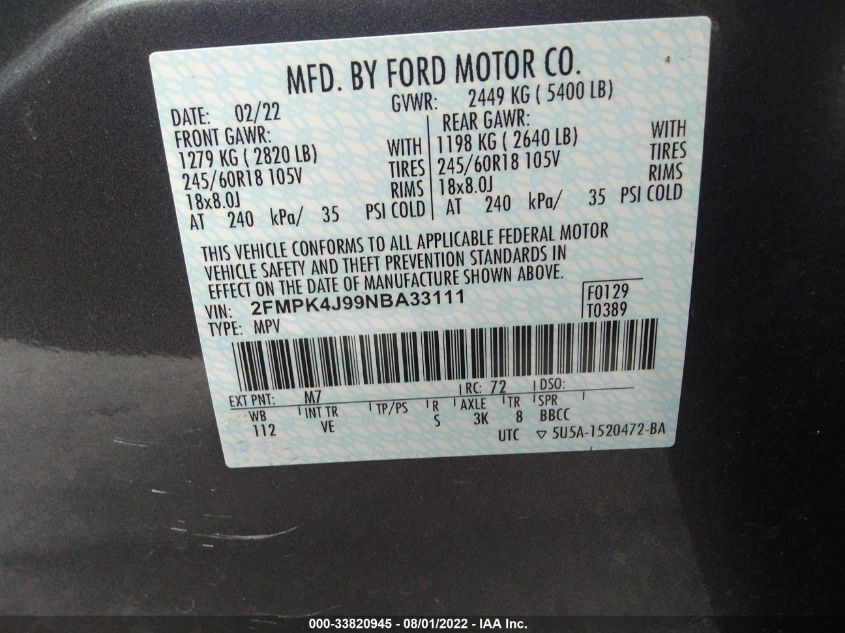 MFD. BY FORD MOTOR CO.
DATE: 02/22 GVWR: 2449 KG ( 5400 LB)
FRONT GAWR: REAR GAWR:
1279 KG ( 2820 LB) WITH 1198 KG ( 2640 LB) WITH
245/60R18 105V TIRES 245/60R18 105V TIRES
18x8.0J RIMS 18x8.0J RIMS
AT 240 kPa/ 35 PSI COLD AT 240 kPa/ 35 PSI COLD
THIS VEHICLE CONFORMS TO ALL APPLICABLE FEDERAL MOTOR
VEHICLE SAFETY AND THEFT PREVENTION STANDARDS IN
EFFECT ON THE DATE OF MANUFACTURE SHOWN ABOVE.
VIN: 2FMPK4J99NBA33111 F0129
TYPE: MPV T0389
EXT PNT: M7 RC: 72 DSO:
WB INT TR TP/PS R AXLE TR SPR
112 VE S 3K 8 BBCC
UTC ▽ 5U5A-1520472-BA
000-33820945 - 08/01/2022 - IAA Inc.